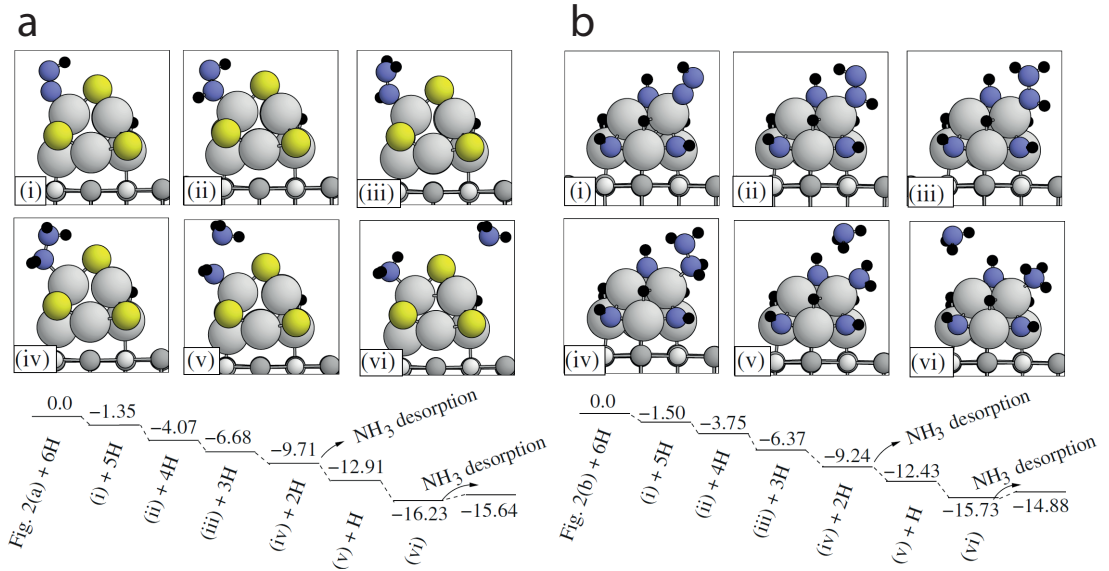 a
b
(i)
(ii)
(iii)
(i)
(ii)
(iii)
(iv)
(v)
(vi)
(iv)
(v)
(vi)
0.0
−1.35
−4.07
−6.68
−9.71
−12.91
−16.23
−15.64
NH3 desorption
NH3 desorption
Fig. 2(a) + 6H
(i) + 5H
(ii) + 4H
(iii) + 3H
(iv) + 2H
(v) + H
(vi)
0.0
−1.50
−3.75
−6.37
−9.24
−12.43
−15.73
−14.88
NH3 desorption
NH3 desorption
Fig. 2(b) + 6H
(i) + 5H
(ii) + 4H
(iii) + 3H
(iv) + 2H
(v) + H
(vi)